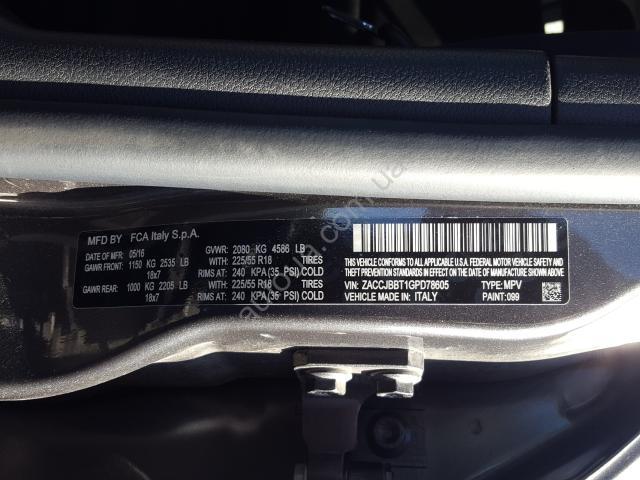 MFD BY FCA Italy S.p.A.
DATE OF MFD: 05/16 GVWR: 2080 KG 4586 LB
GAWR FRONT: 1150 KG 2535 LB WITH: 225/55 R18 TIRES
18x7 RIMS AT: 240 KPA (35 PSI) COLD
GAWR REAR: 1000 KG 2205 LB WITH: 225/55 R18 TIRES
18x7 RIMS AT: 240 KPA (35 PSI) COLD
THIS VEHICLE CONFORMS TO ALL APPLICABLE
U.S.A. FEDERAL MOTOR VEHICLE SAFETY,
BUMPER, AND THEFT PREVENTION STANDARDS IN
EFFECT ON THE DATE OF MANUFACTURE SHOWN ABOVE
VIN: ZACCJBBT1GPD78605 TYPE: MPV
VEHICLE MADE IN: ITALY PAINT: 099